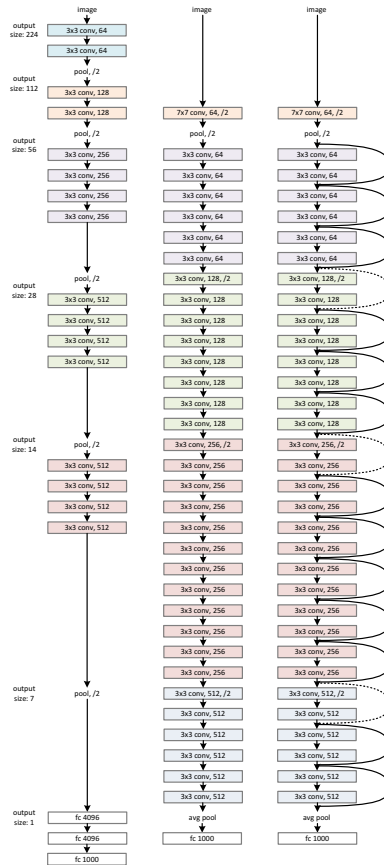 output
size: 224
output
size: 112
output
size: 56
output
size: 28
output
size: 14
output
size: 7
output
size: 1
image
3x3 conv, 64
3x3 conv, 64
pool, /2
3x3 conv, 128
3x3 conv, 128
pool, /2
3x3 conv, 256
3x3 conv, 256
3x3 conv, 256
3x3 conv, 256
pool, /2
3x3 conv, 512
3x3 conv, 512
3x3 conv, 512
3x3 conv, 512
pool, /2
3x3 conv, 512
3x3 conv, 512
3x3 conv, 512
3x3 conv, 512
pool, /2
fc 4096
fc 4096
fc 1000
image
7x7 conv, 64, /2
pool, /2
3x3 conv, 64
3x3 conv, 64
3x3 conv, 64
3x3 conv, 64
3x3 conv, 64
3x3 conv, 64
3x3 conv, 128, /2
3x3 conv, 128
3x3 conv, 128
3x3 conv, 128
3x3 conv, 128
3x3 conv, 128
3x3 conv, 128
3x3 conv, 128
3x3 conv, 256, /2
3x3 conv, 256
3x3 conv, 256
3x3 conv, 256
3x3 conv, 256
3x3 conv, 256
3x3 conv, 256
3x3 conv, 256
3x3 conv, 256
3x3 conv, 256
3x3 conv, 256
3x3 conv, 256
3x3 conv, 512, /2
3x3 conv, 512
3x3 conv, 512
3x3 conv, 512
3x3 conv, 512
3x3 conv, 512
avg pool
fc 1000
image
7x7 conv, 64, /2
pool, /2
3x3 conv, 64
3x3 conv, 64
3x3 conv, 64
3x3 conv, 64
3x3 conv, 64
3x3 conv, 64
3x3 conv, 128, /2
3x3 conv, 128
3x3 conv, 128
3x3 conv, 128
3x3 conv, 128
3x3 conv, 128
3x3 conv, 128
3x3 conv, 128
3x3 conv, 256, /2
3x3 conv, 256
3x3 conv, 256
3x3 conv, 256
3x3 conv, 256
3x3 conv, 256
3x3 conv, 256
3x3 conv, 256
3x3 conv, 256
3x3 conv, 256
3x3 conv, 256
3x3 conv, 256
3x3 conv, 512, /2
3x3 conv, 512
3x3 conv, 512
3x3 conv, 512
3x3 conv, 512
3x3 conv, 512
avg pool
fc 1000